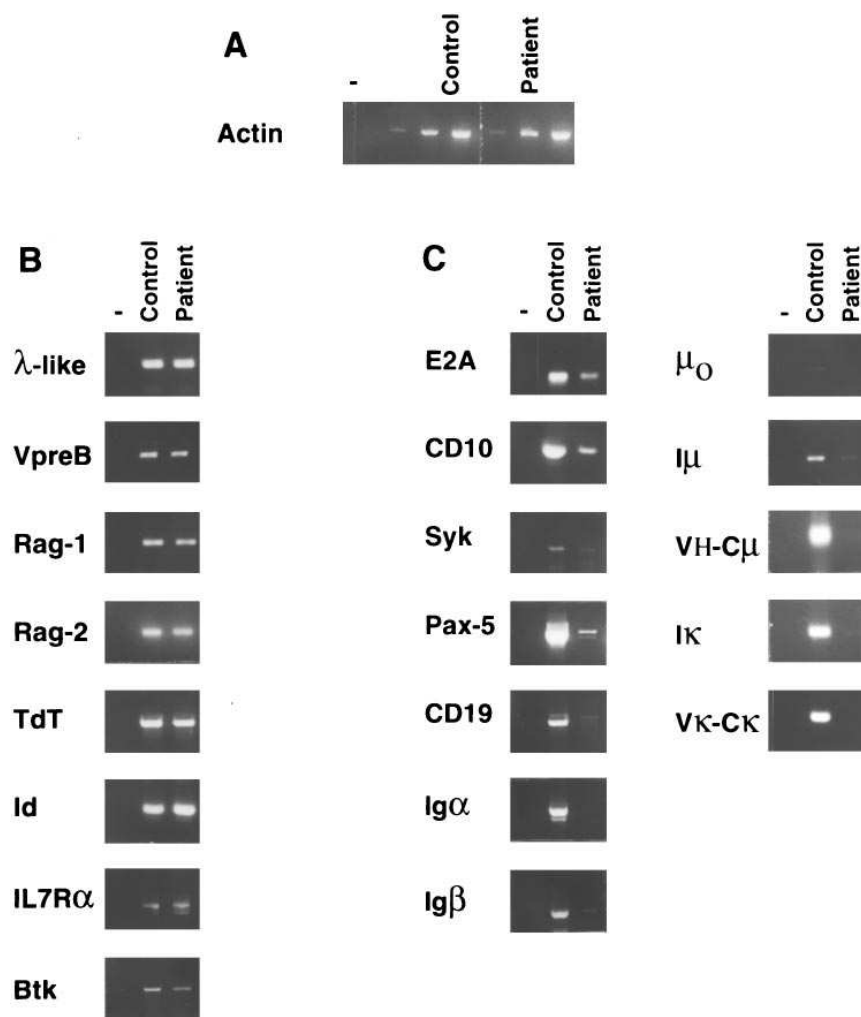 A
- Control Patient
Actin
B
- Control Patient
λ-like
VpreB
Rag-1
Rag-2
TdT
Id
IL7Rα
Btk
C
- Control Patient
E2A
CD10
Syk
Pax-5
CD19
Igα
Igβ
- Control Patient
μO
Iμ
VH-Cμ
Iκ
Vκ-Cκ